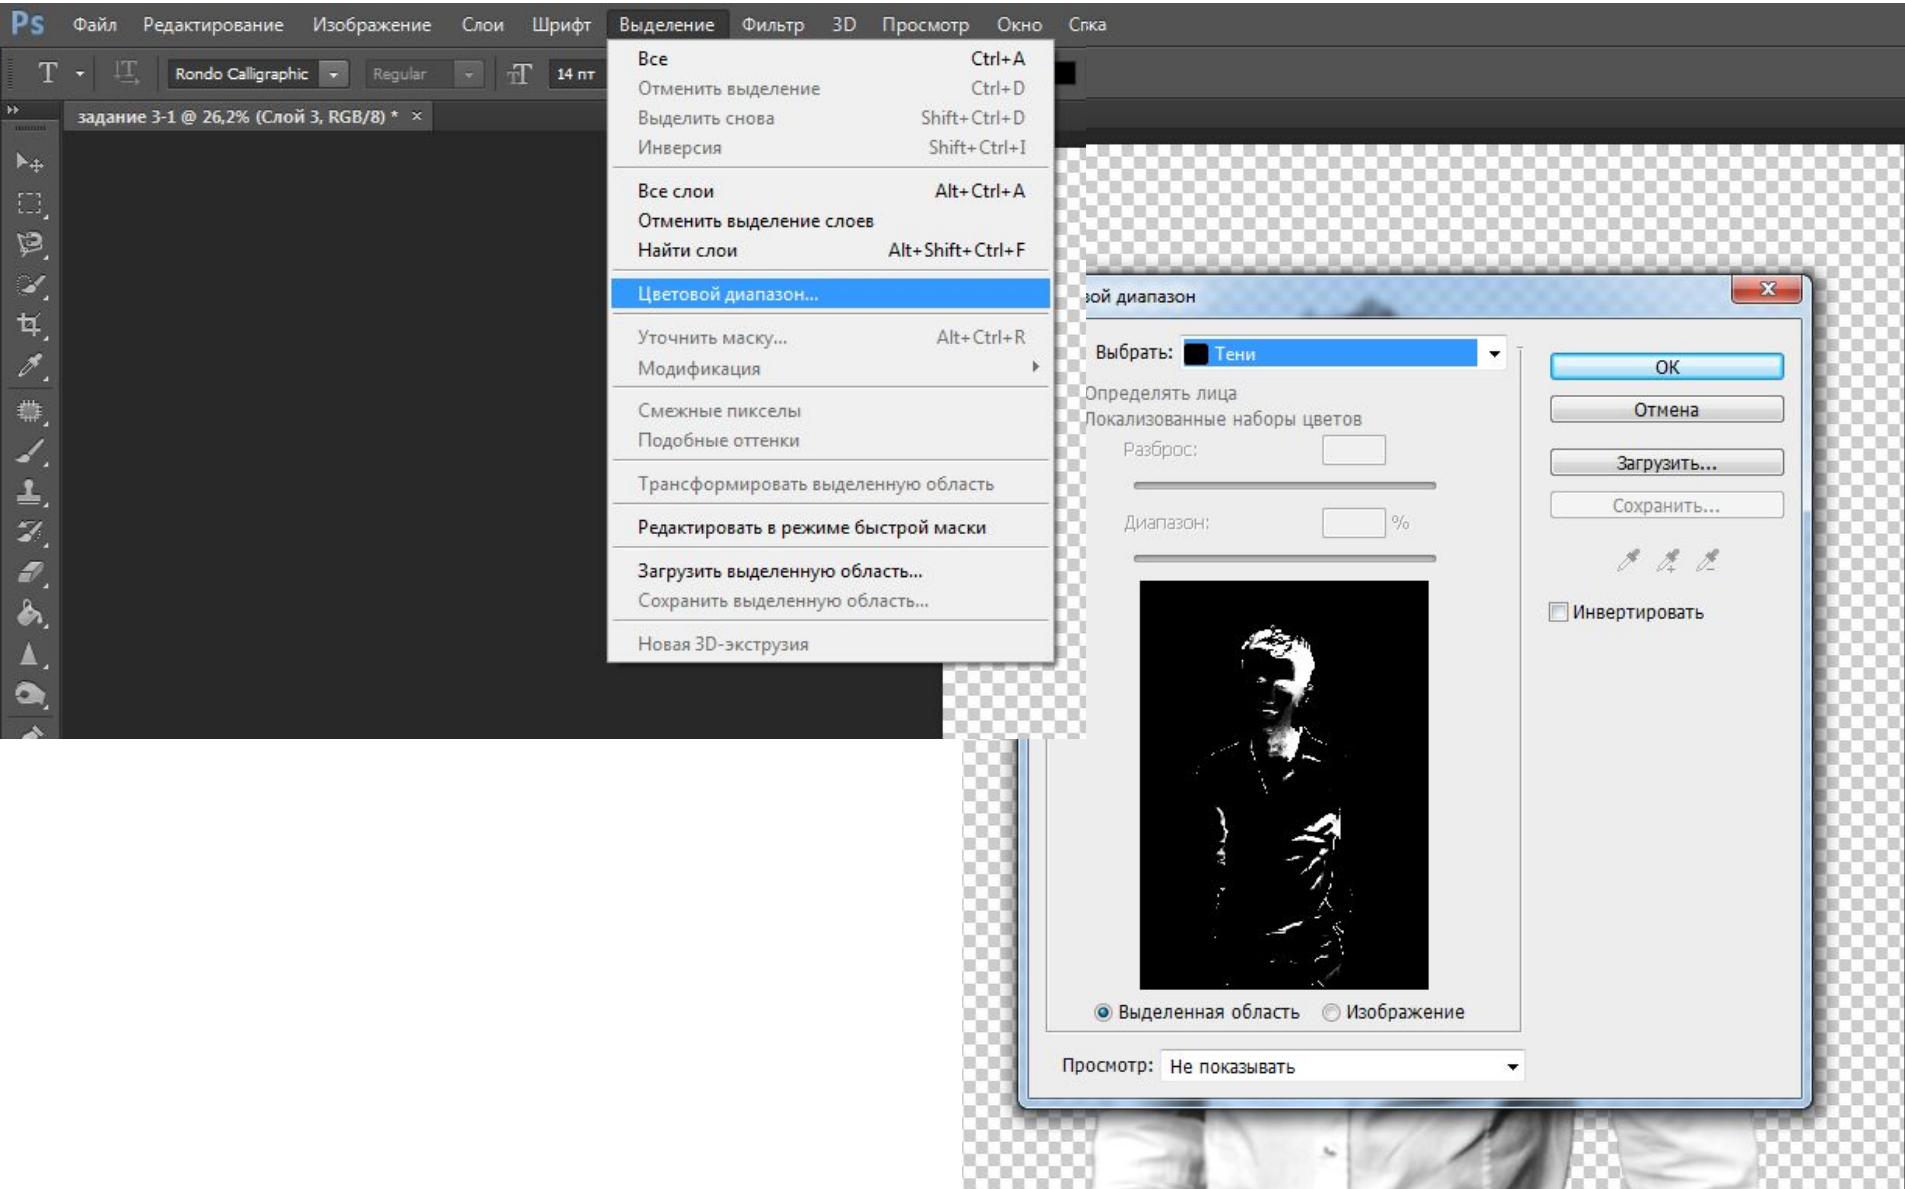 Ps Файл Редактирование Изображение Слои Шрифт Выделение Фильтр 3D Просмотр Окно
T Rondo Calligraphic Regular 14 пт
задание 3-1 @ 26,2% (Слой 3, RGB/8) * ×
Все Ctrl+A
Отменить выделение Ctrl+D
Выделить снова Shift+Ctrl+D
Инверсия Shift+Ctrl+I
Все слои Alt+Ctrl+A
Отменить выделение слоев
Найти слои Alt+Shift+Ctrl+F
Цветовой диапазон...
Уточнить маску... Alt+Ctrl+R
Модификация
Смежные пикселы
Подобные оттенки
Трансформировать выделенную область
Редактировать в режиме быстрой маски
Загрузить выделенную область...
Сохранить выделенную область...
Новая 3D-экструзия
вой диапазон
Выбрать: Тени
Определять лица
Локализованные наборы цветов
Разброс:
Диапазон: %
Выделенная область Изображение
Просмотр: Не показывать
ОК
Отмена
Загрузить...
Сохранить...
Инвертировать